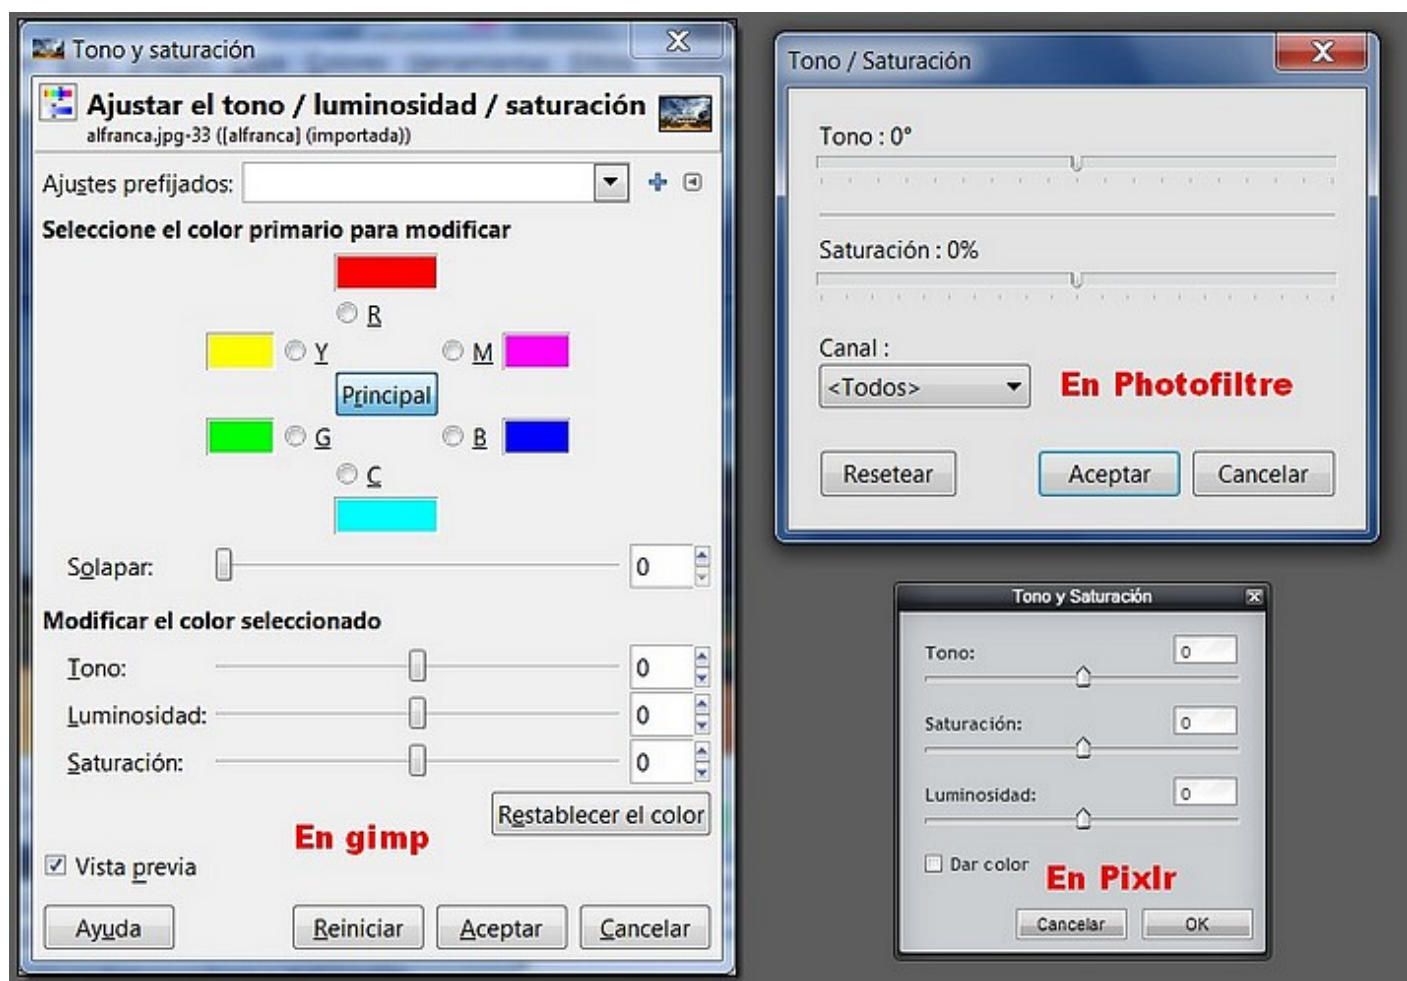 Tono y saturación
Ajustar el tono / luminosidad / saturación
alfranca.jpg-33 ([alfranca] (importada))
Ajustes prefijados:
Seleccione el color primario para modificar
R
Y M
Principal
G B
C
Solapar: 0
Modificar el color seleccionado
Tono: 0
Luminosidad: 0
Saturación: 0
Restablecer el color
En gimp
Vista previa
Ayuda Reiniciar Aceptar Cancelar
Tono / Saturación
Tono : 0°
Saturación : 0%
Canal :
<Todos>
En Photofiltre
Resetear Aceptar Cancelar
Tono y Saturación
Tono: 0
Saturación: 0
Luminosidad: 0
Dar color
En Pixlr
Cancelar OK